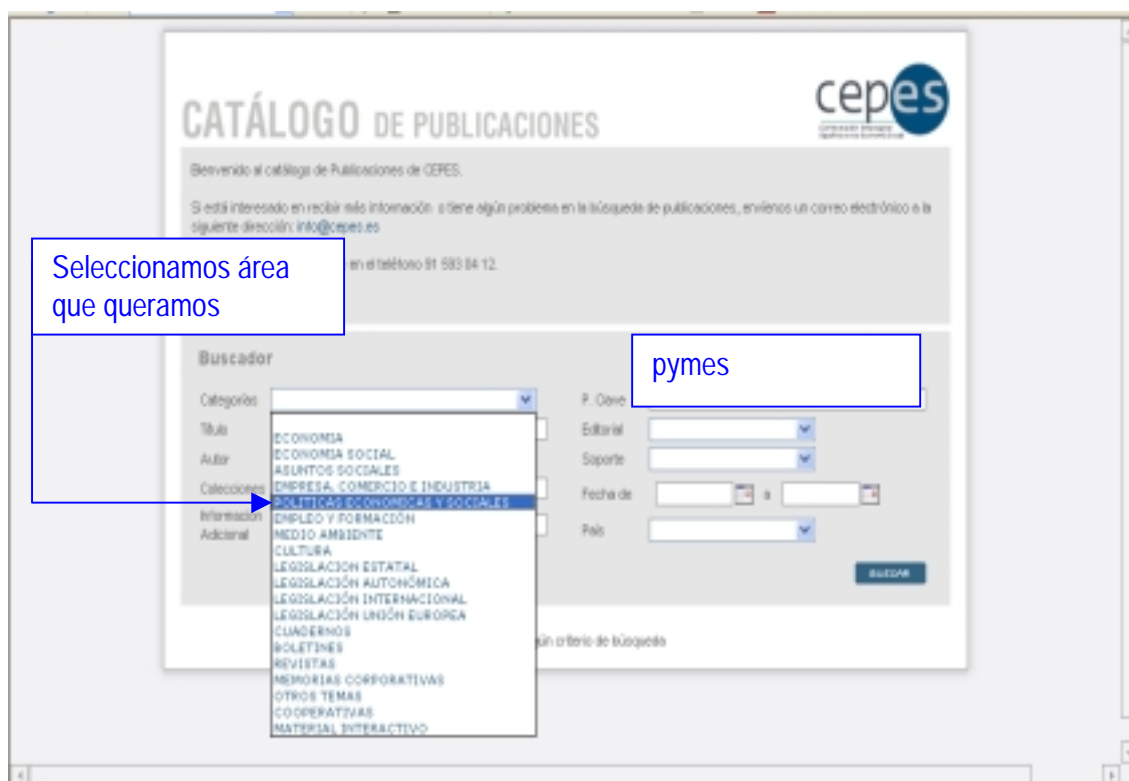 cepes
CATÁLOGO DE PUBLICACIONES
Bienvenido al catálogo de Publicaciones de CEPES.
Si está interesado en recibir más información o tiene algún problema en la búsqueda de publicaciones, envíenos un correo electrónico a la
siguiente dirección: info@cepes.es
Seleccionamos área
que queramos
en el teléfono 91 593 04 12.
Buscador
pymes
Categorías
P. Clave
Título
Editorial
Autor
Soporte
Colecciones
Fecha de
a
Información
Adicional
País
ECONOMIA
ECONOMIA SOCIAL
ASUNTOS SOCIALES
EMPRESA, COMERCIO E INDUSTRIA
POLITICAS ECONOMICAS Y SOCIALES
EMPLEO Y FORMACIÓN
MEDIO AMBIENTE
CULTURA
LEGISLACION ESTATAL
LEGISLACIÓN AUTONÓMICA
LEGISLACIÓN INTERNACIONAL
LEGISLACIÓN UNIÓN EUROPEA
CUADERNOS
BOLETINES
REVISTAS
MEMORIAS CORPORATIVAS
OTROS TEMAS
COOPERATIVAS
MATERIAL INTERACTIVO
BUSCAR
criterio de búsqueda